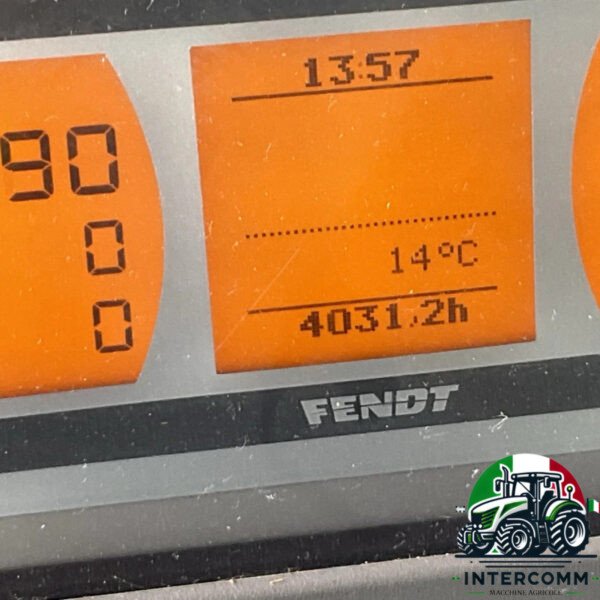 90
0
0
13:57
14°C
4031,2h
FENDT
INTERCOMM
MACCHINE AGRICOLE